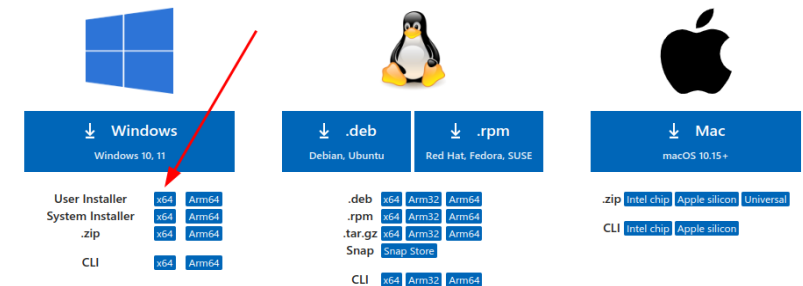 Windows
Windows 10, 11
User Installer x64 Arm64
System Installer x64 Arm64
.zip x64 Arm64
CLI x64 Arm64
.deb
Debian, Ubuntu
.rpm
Red Hat, Fedora, SUSE
.deb x64 Arm32 Arm64
.rpm x64 Arm32 Arm64
.tar.gz x64 Arm32 Arm64
Snap Snap Store
CLI x64 Arm32 Arm64
Mac
macOS 10.15+
.zip Intel chip Apple silicon Universal
CLI Intel chip Apple silicon